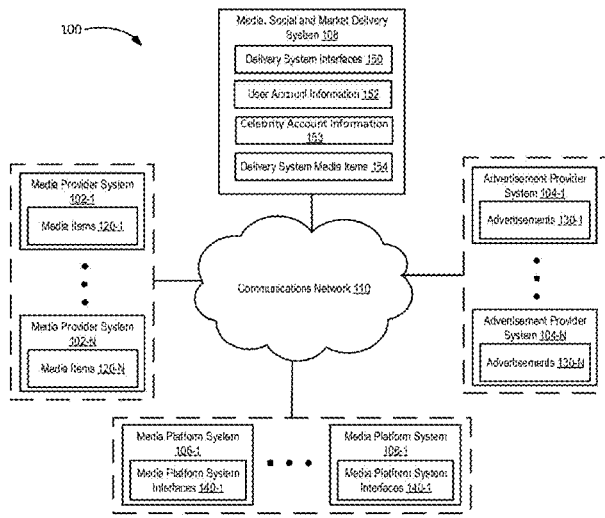 100
Media, Social and Market Delivery
System 108
Delivery System Interfaces 150
User Account Information 152
Celebrity Account Information
153
Delivery System Media Items 154
Media Provider System
102-1
Media Items 120-1
Media Provider System
102-N
Media Items 120-N
Communications Network 110
Advertisement Provider
System 104-1
Advertisements 130-1
Advertisement Provider
System 104-N
Advertisements 130-N
Media Platform System
106-1
Media Platform System
Interfaces 140-1
Media Platform System
106-1
Media Platform System
Interfaces 140-1